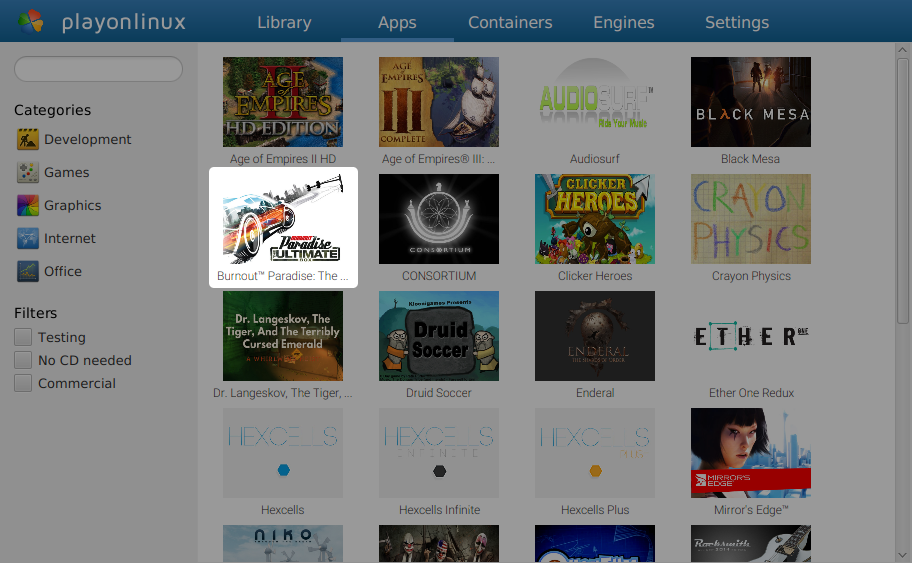 playonlinux
Library
Apps
Containers
Engines
Settings
Categories
Development
Games
Graphics
Internet
Office
Filters
Testing
No CD needed
Commercial
AGE of EMPIRES II
HD EDITION
Age of Empires II HD
AGE OF EMPIRES
III
COMPLETE
Age of Empires® III: ...
AUDIOSURF™
Ride Your Music
Audiosurf
BLACK MESA
Black Mesa
BURNOUT
Paradise
THE ULTIMATE
BOX
Burnout™ Paradise: The ...
CONSORTIUM
CONSORTIUM
CLICKER
HEROES
Clicker Heroes
CRAYON
PHYSICS
Crayon Physics
Dr. Langeskov, The
Tiger, And The Terribly
Cursed Emerald
Dr. Langeskov, The Tiger, ...
Kloonigames Presents
Druid
Soccer
Druid Soccer
ENDERAL
Enderal
ETHER ONE
Ether One Redux
HEXCELLS
Hexcells
HEXCELLS
INFINITE
Hexcells Infinite
HEXCELLS
PLUS
Hexcells Plus
MIRROR'S
EDGE
Mirror's Edge™
NIKO
Rocksmith
2014